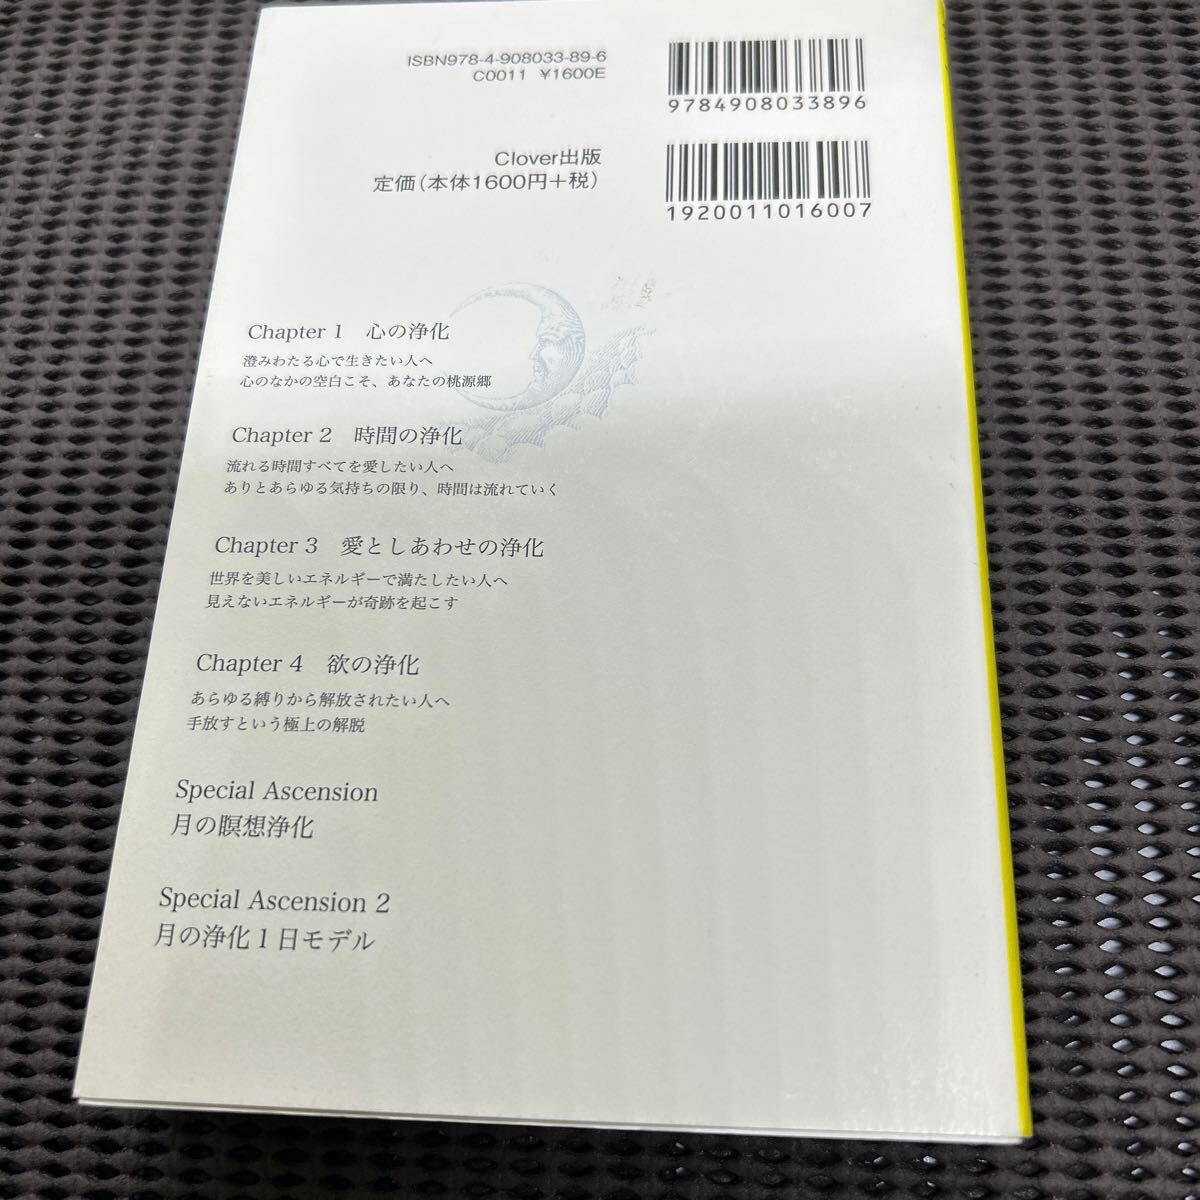 ISBN978-4-908033-89-6
C0011 ¥1600E
9784908033896
Clover出版
定価(本体1600円+税)
1920011016007
Chapter 1　心の浄化
澄みわたる心で生きたい人へ
心のなかの空白こそ、あなたの桃源郷
Chapter 2　時間の浄化
流れる時間すべてを愛したい人へ
ありとあらゆる気持ちの限り、時間は流れていく
Chapter 3　愛としあわせの浄化
世界を美しいエネルギーで満たしたい人へ
見えないエネルギーが奇跡を起こす
Chapter 4　欲の浄化
あらゆる縛りから解放されたい人へ
手放すという極上の解脱
Special Ascension
月の瞑想浄化
Special Ascension 2
月の浄化1日モデル